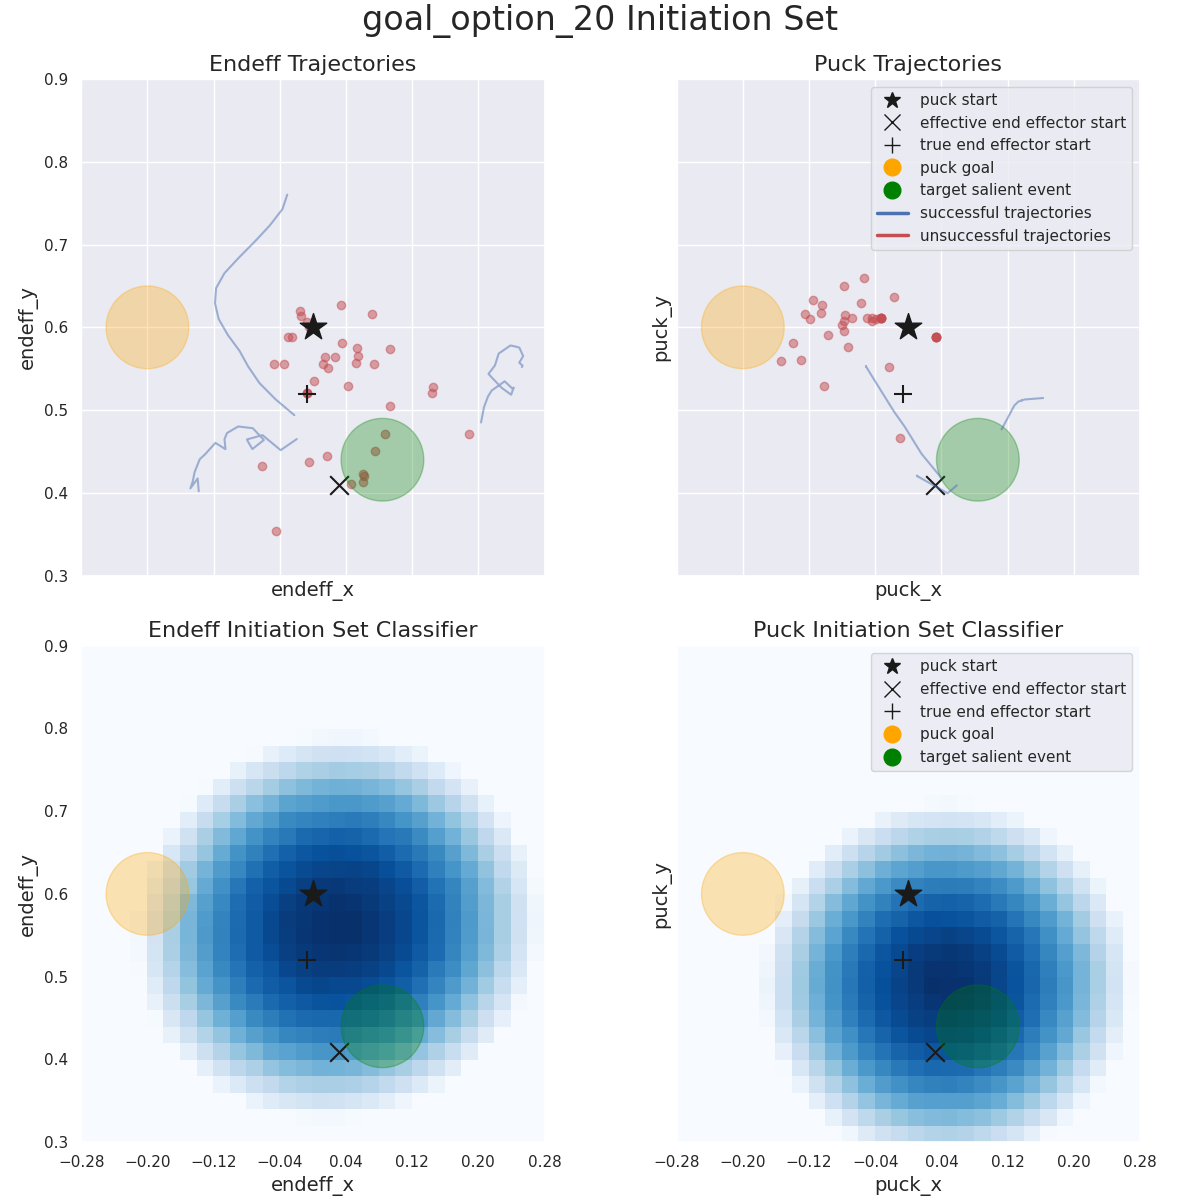 goal_option_20 Initiation Set
Endeff Trajectories
0.9
0.8
0.7
0.6
0.5
0.4
0.3
endeff_y
endeff_x
Puck Trajectories
puck start
effective end effector start
true end effector start
puck goal
target salient event
successful trajectories
unsuccessful trajectories
puck_y
puck_x
Endeff Initiation Set Classifier
0.9
0.8
0.7
0.6
0.5
0.4
0.3
endeff_y
−0.28 −0.20 −0.12 −0.04 0.04 0.12 0.20 0.28
endeff_x
Puck Initiation Set Classifier
puck start
effective end effector start
true end effector start
puck goal
target salient event
puck_y
−0.28 −0.20 −0.12 −0.04 0.04 0.12 0.20 0.28
puck_x